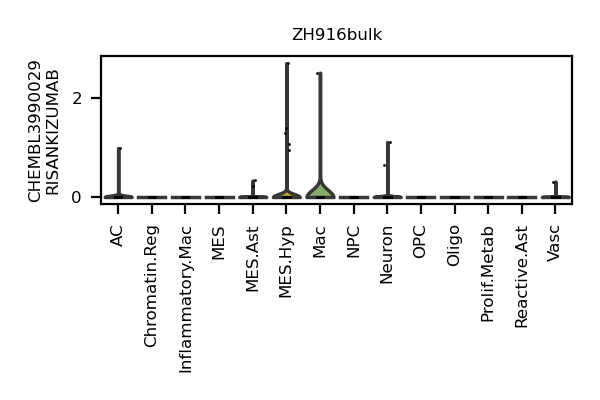 ZH916bulk
CHEMBL3990029
RISANKIZUMAB
2
0
AC
Chromatin.Reg
Inflammatory.Mac
MES
MES.Ast
MES.Hyp
Mac
NPC
Neuron
OPC
Oligo
Prolif.Metab
Reactive.Ast
Vasc